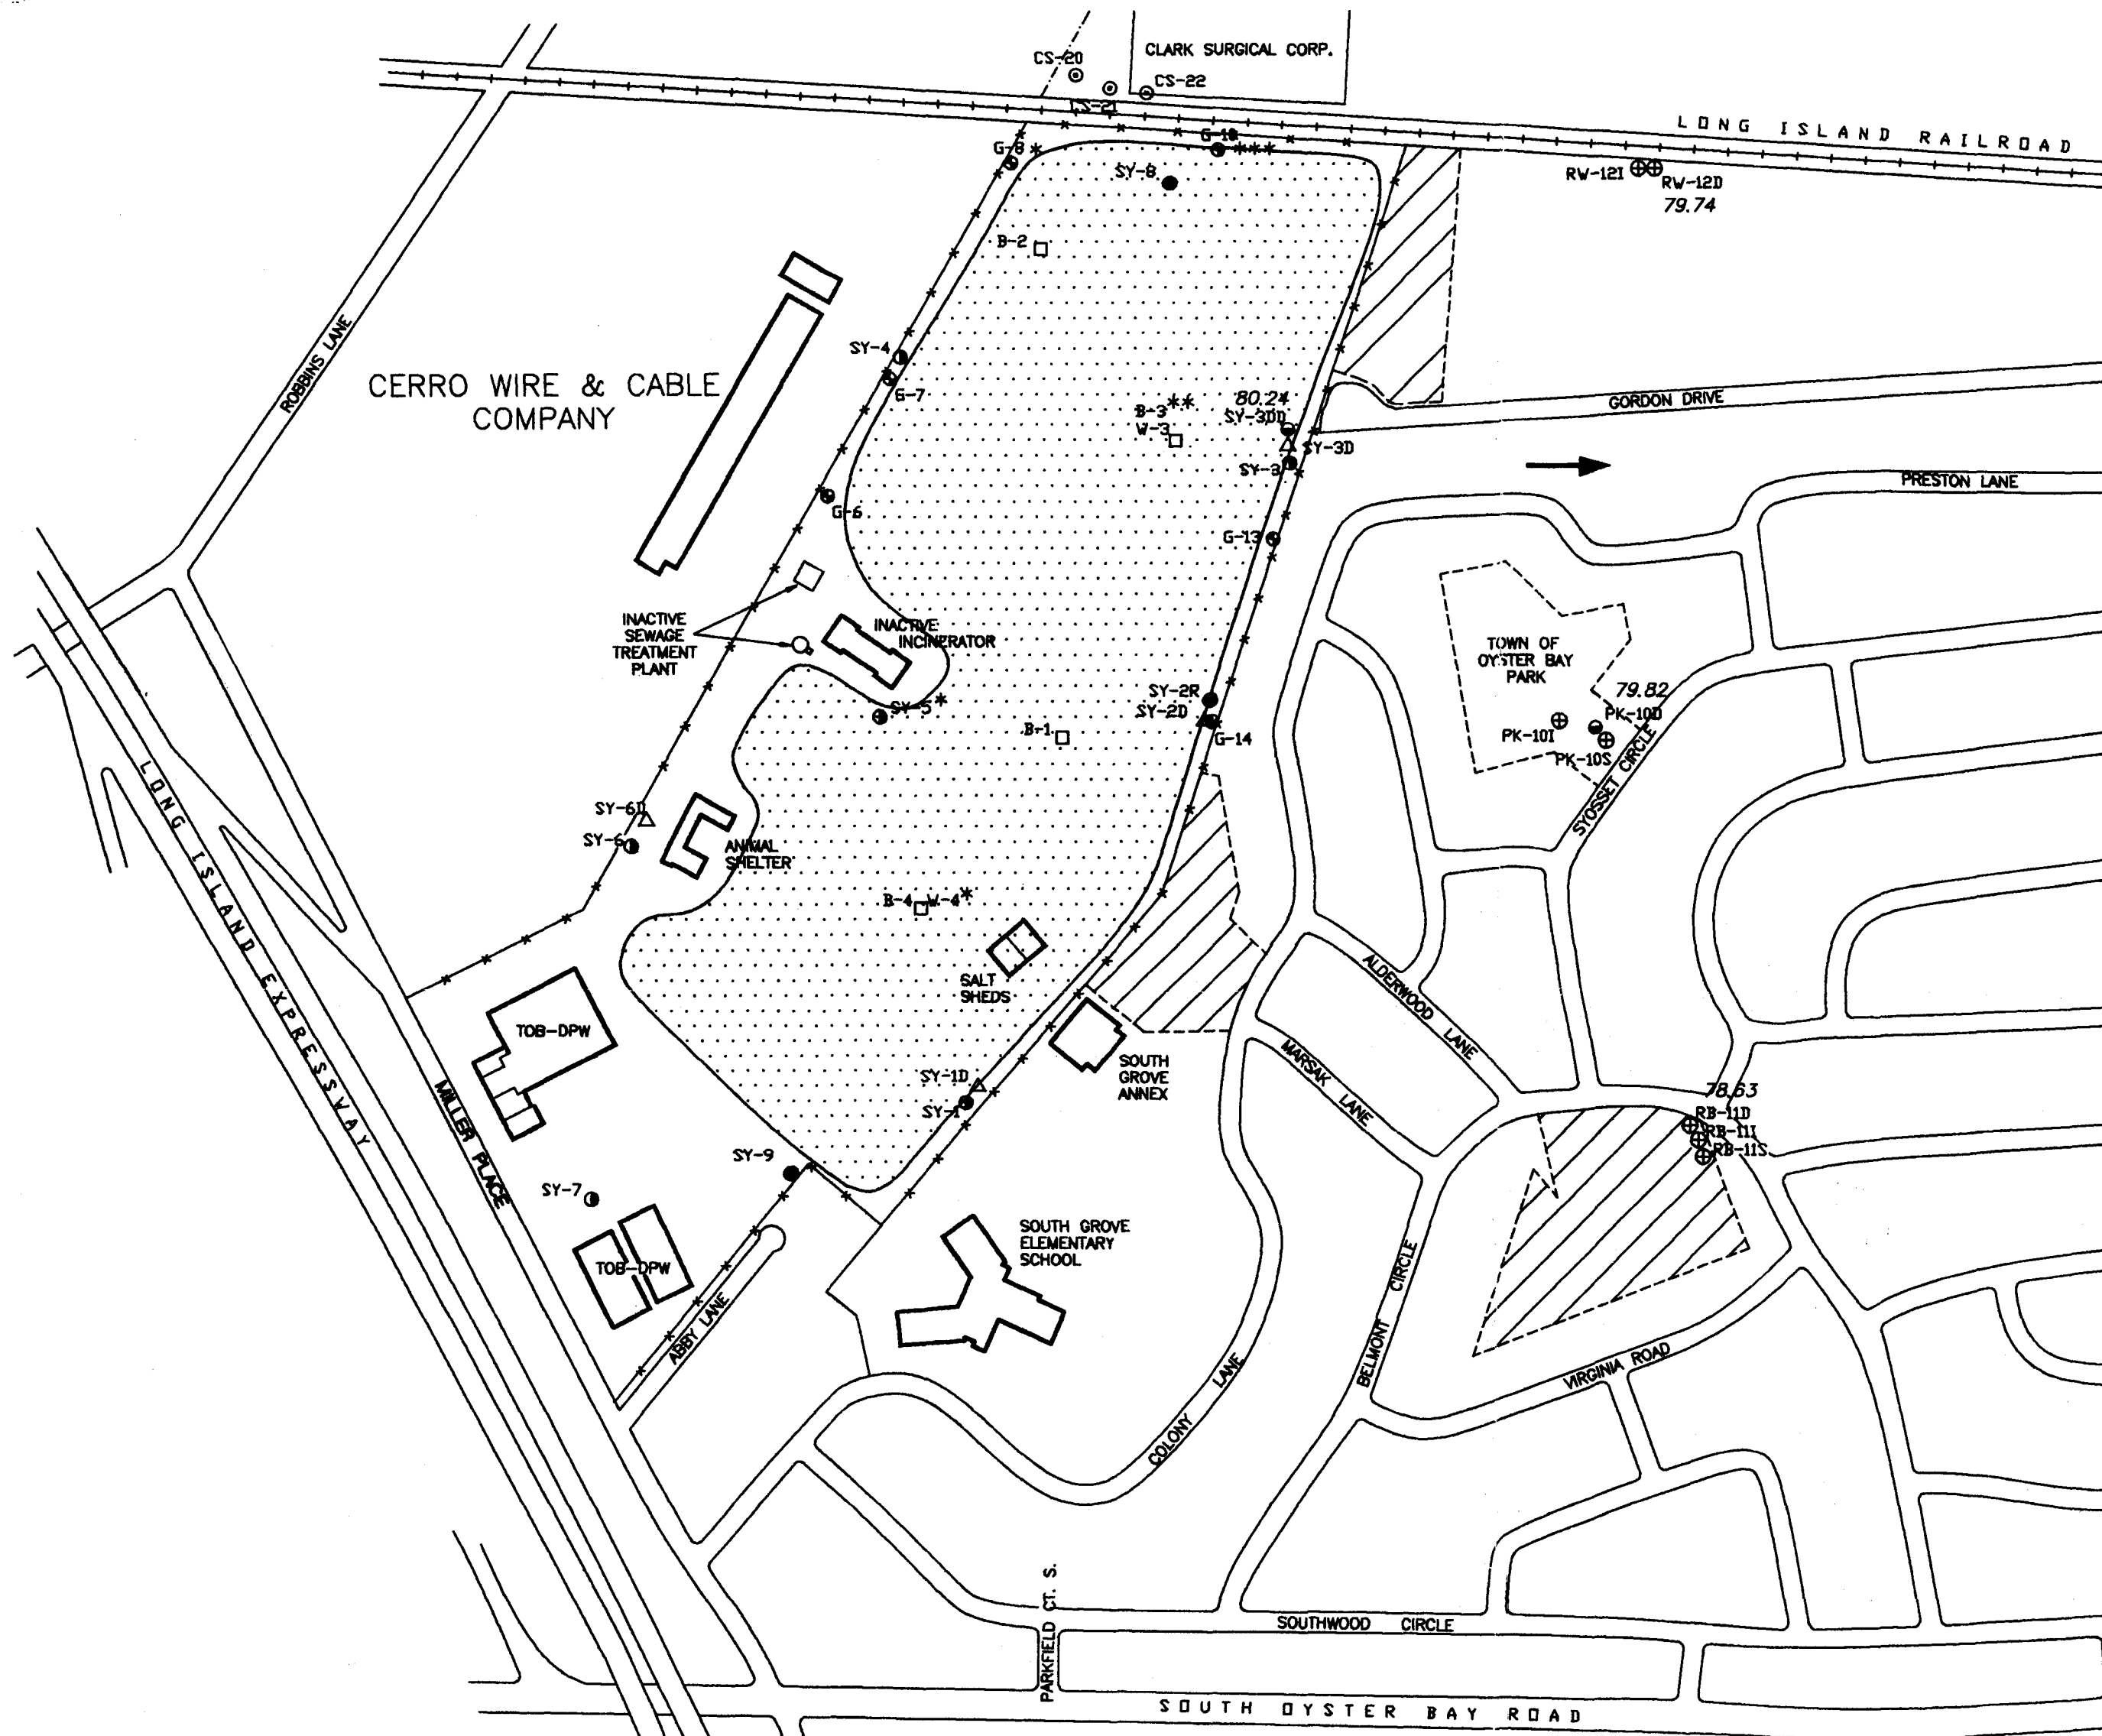 CLARK SURGICAL CORP.
CS-20
CS-22
CS-21
LONG ISLAND RAILROAD
G-8 *
G-10
***
SY-8
RW-12I
RW-12D
79.74
B-2
ROBBINS LANE
SY-4
G-7
CERRO WIRE & CABLE
COMPANY
B-3 **
W-3
80.24
SY-3DD
SY-3D
SY-3
GORDON DRIVE
PRESTON LANE
G-6
G-13
INACTIVE
SEWAGE
TREATMENT
PLANT
INACTIVE
INCINERATOR
TOWN OF
OYSTER BAY
PARK
SY-5 *
SY-2R
SY-2D
G-14
B-1
79.82
PK-10D
PK-10I
PK-10S
SYOSSET CIRCLE
LONG ISLAND EXPRESSWAY
SY-6D
SY-6
ANIMAL
SHELTER
B-4 W-4 *
SALT
SHEDS
ALDERWOOD LANE
TOB-DPW
SOUTH
GROVE
ANNEX
MARSAK LANE
SY-1D
SY-1
78.63
RB-11D
RB-11I
RB-11S
MILLER PLACE
SY-9
SY-7
SOUTH GROVE
ELEMENTARY
SCHOOL
TOB-DPW
ABBY LANE
COLONY LANE
BELMONT CIRCLE
VIRGINIA ROAD
PARKFIELD CT. S.
SOUTHWOOD CIRCLE
SOUTH OYSTER BAY ROAD